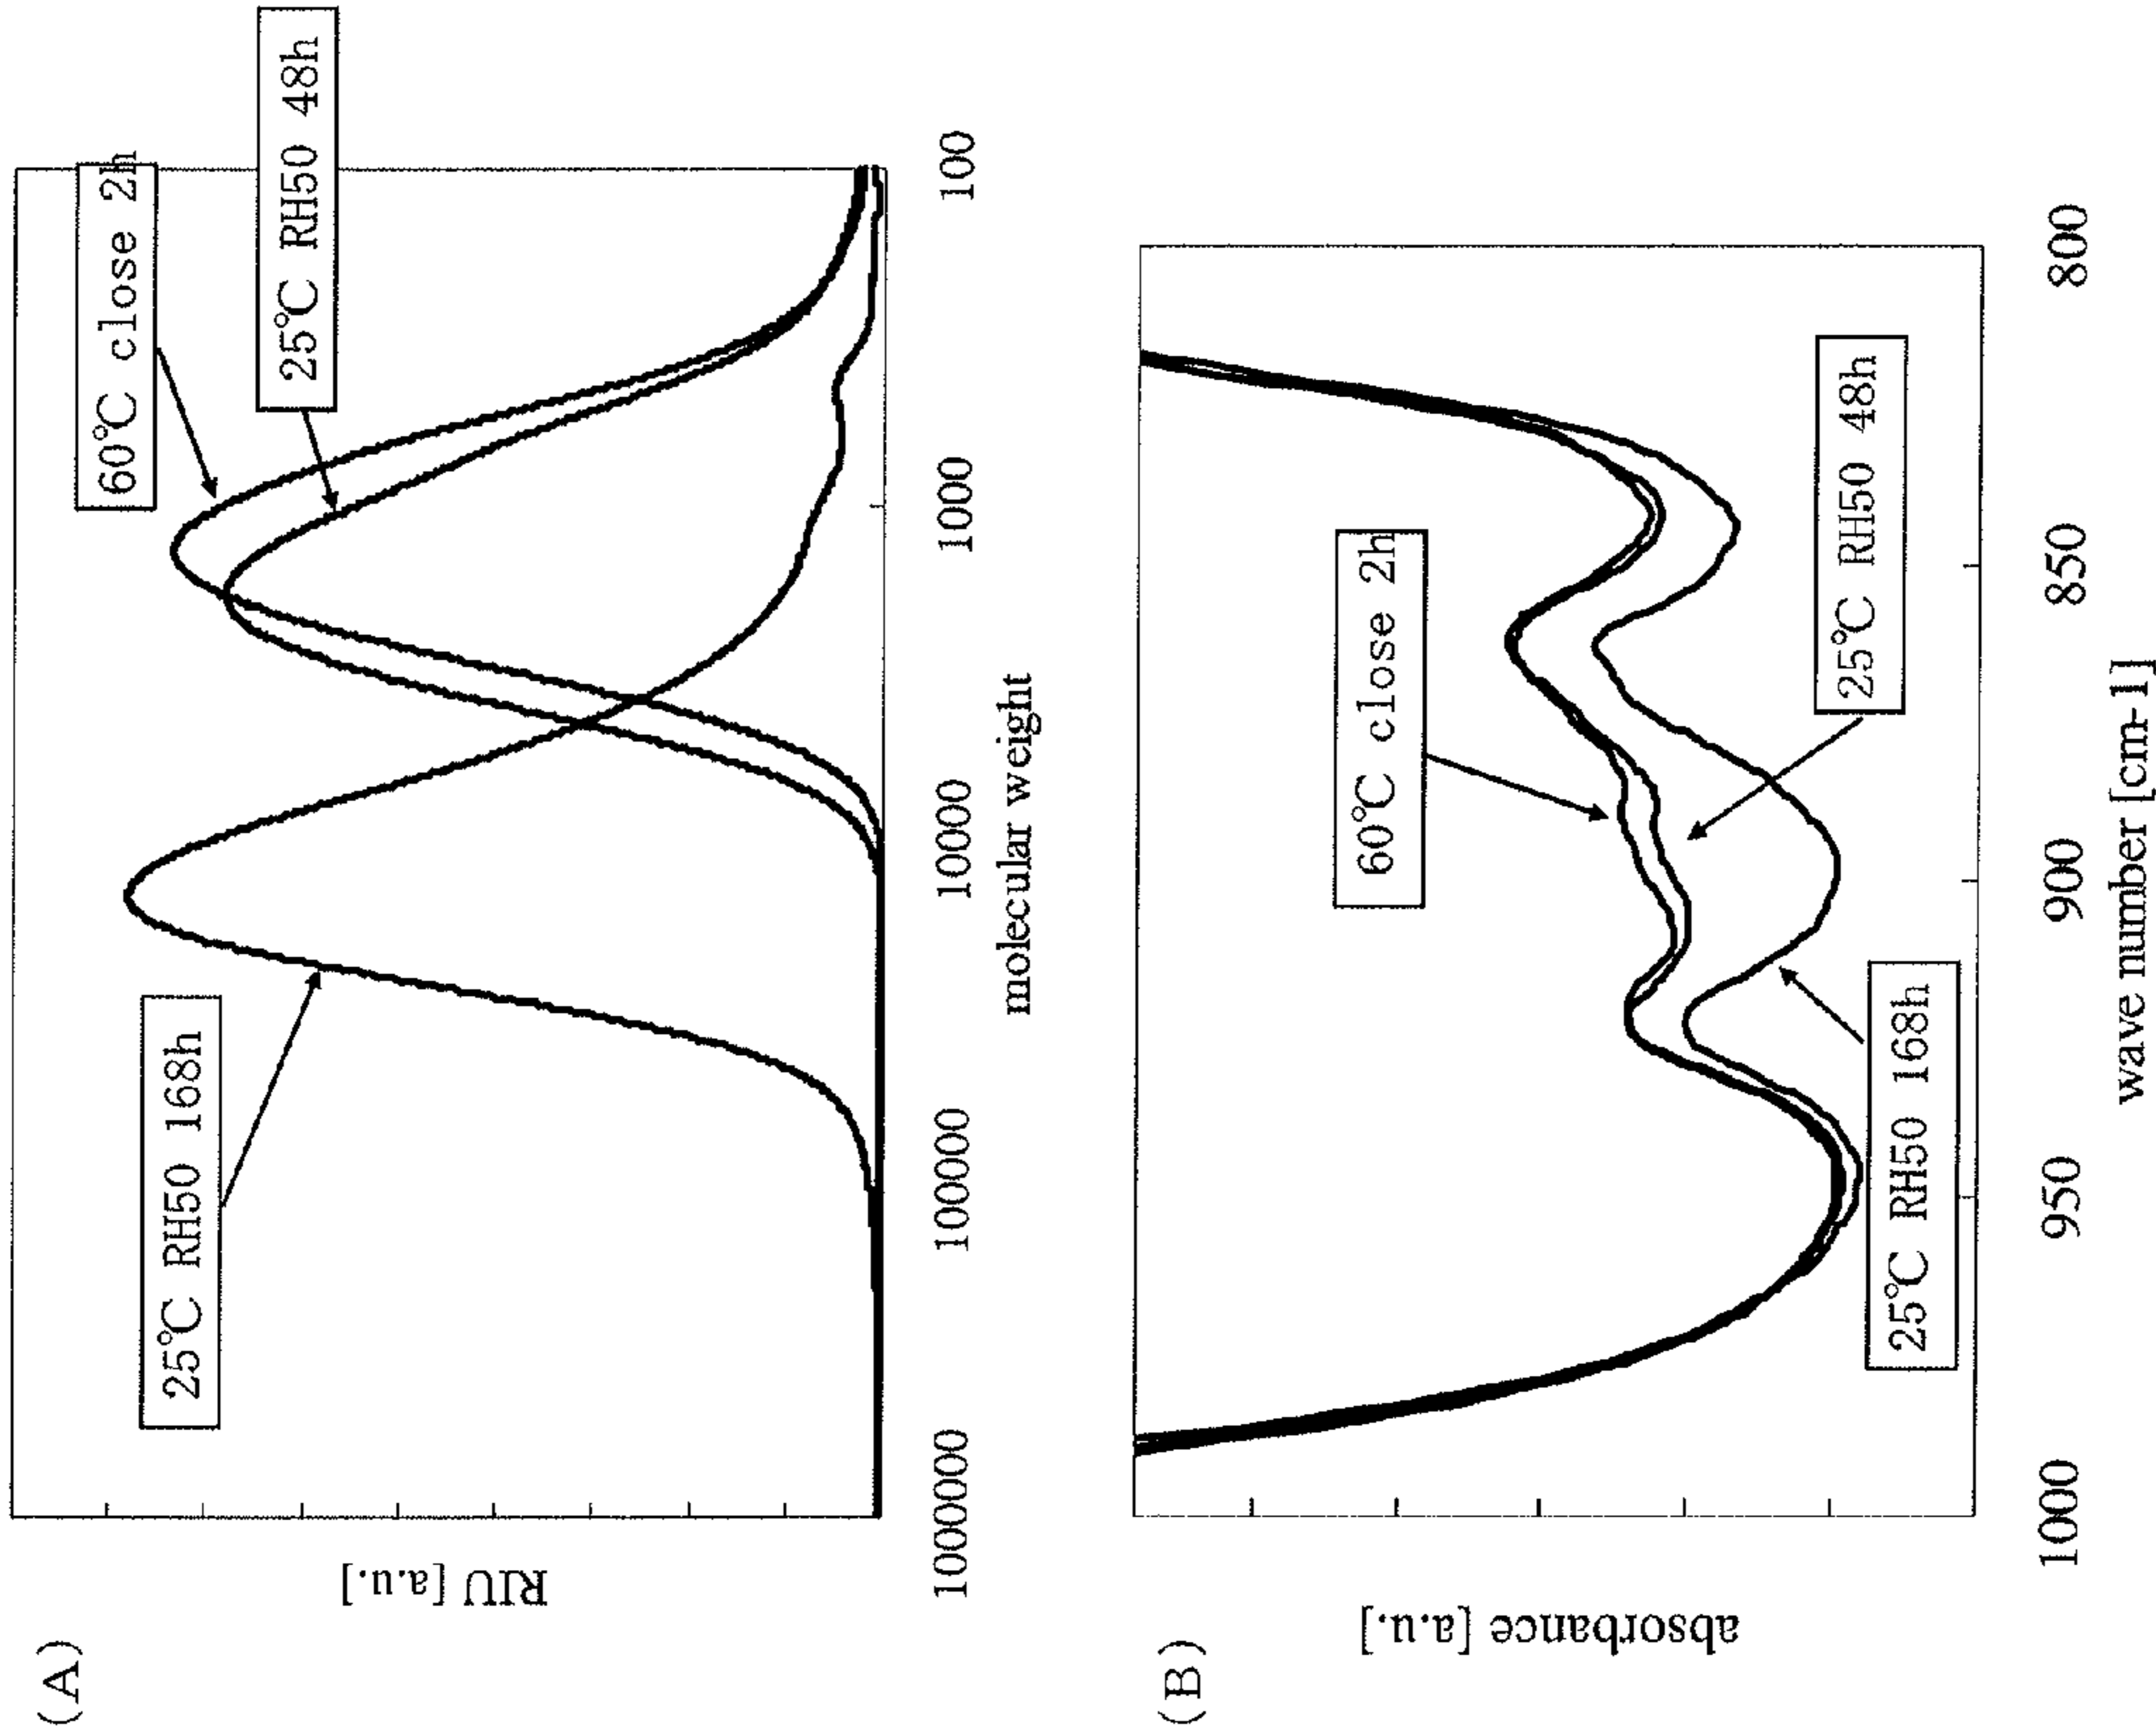 (A)
RIU [a.u.]
60℃ close 2h
25℃ RH50 48h
25℃ RH50 168h
1000000
100000
10000
1000
100
molecular weight
(B)
absorbance [a.u.]
60℃ close 2h
25℃ RH50 48h
25℃ RH50 168h
1000
950
900
850
800
wave number [cm-1]